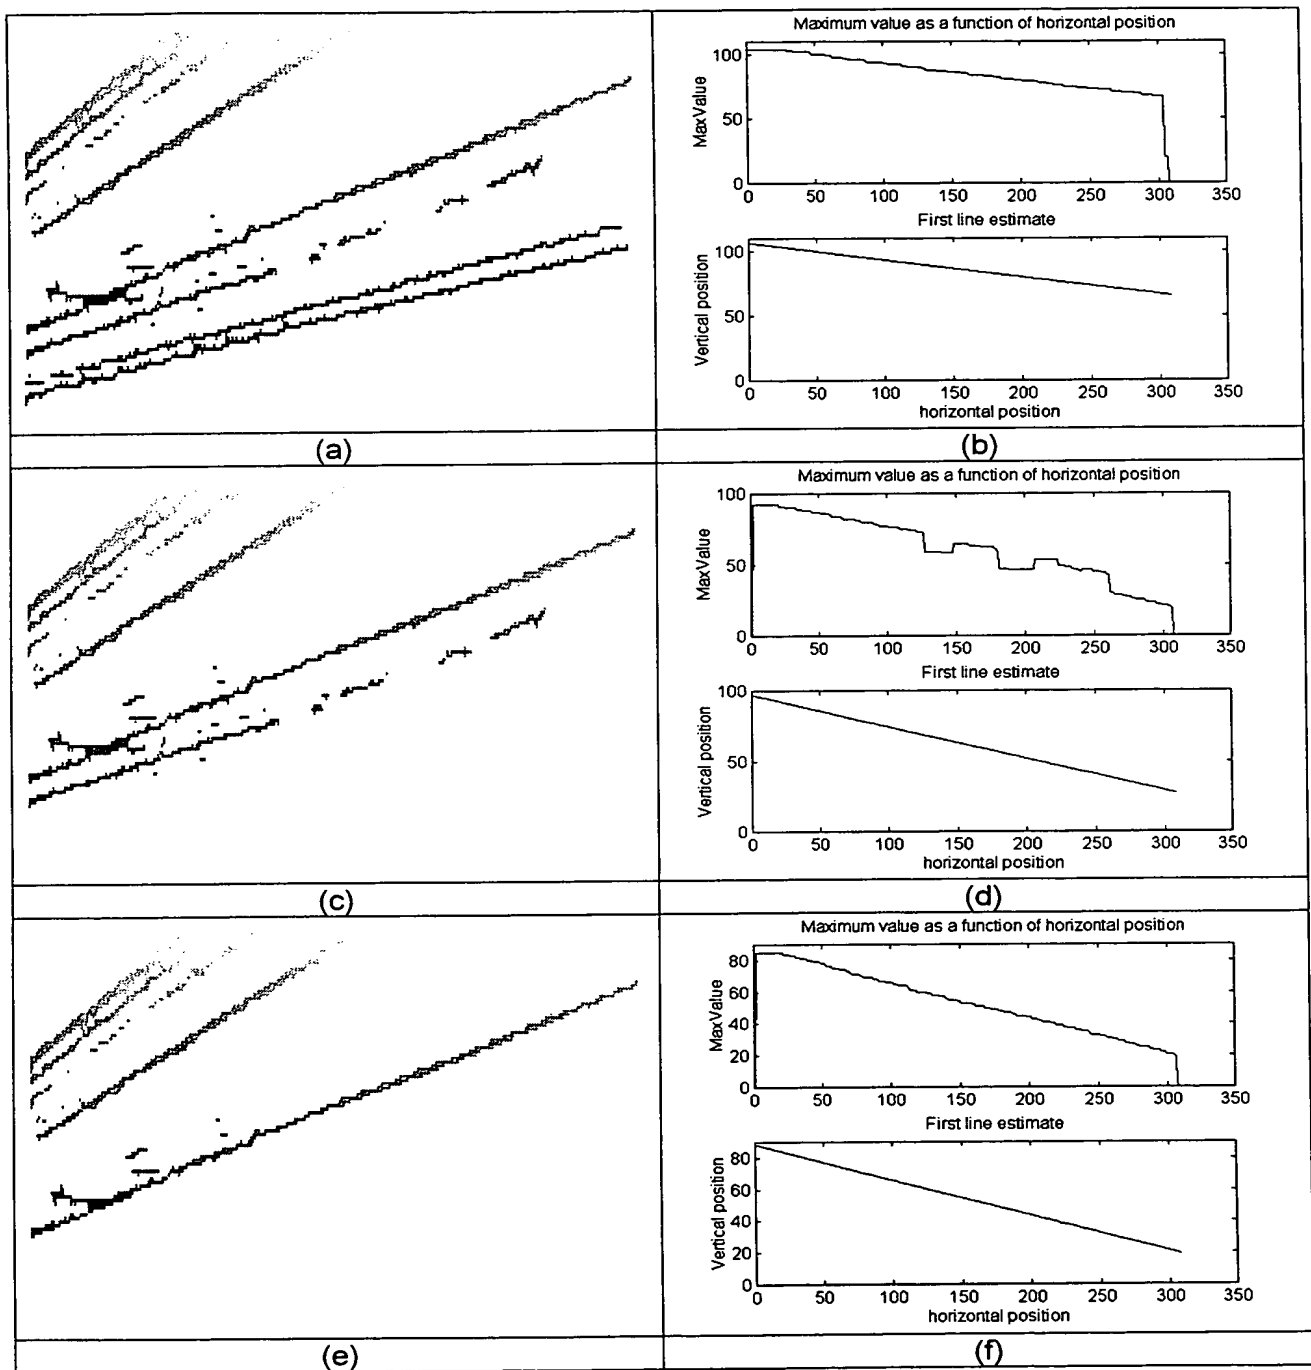 Maximum value as a function of horizontal position
100
50
0
MaxValue
0 50 100 150 200 250 300 350
First line estimate
100
50
0
Vertical position
0 50 100 150 200 250 300 350
horizontal position
(a)
(b)
Maximum value as a function of horizontal position
100
50
0
MaxValue
0 50 100 150 200 250 300 350
First line estimate
100
50
0
Vertical position
0 50 100 150 200 250 300 350
horizontal position
(c)
(d)
Maximum value as a function of horizontal position
80
60
40
20
0
MaxValue
0 50 100 150 200 250 300 350
First line estimate
80
60
40
20
0
Vertical position
0 50 100 150 200 250 300 350
horizontal position
(e)
(f)